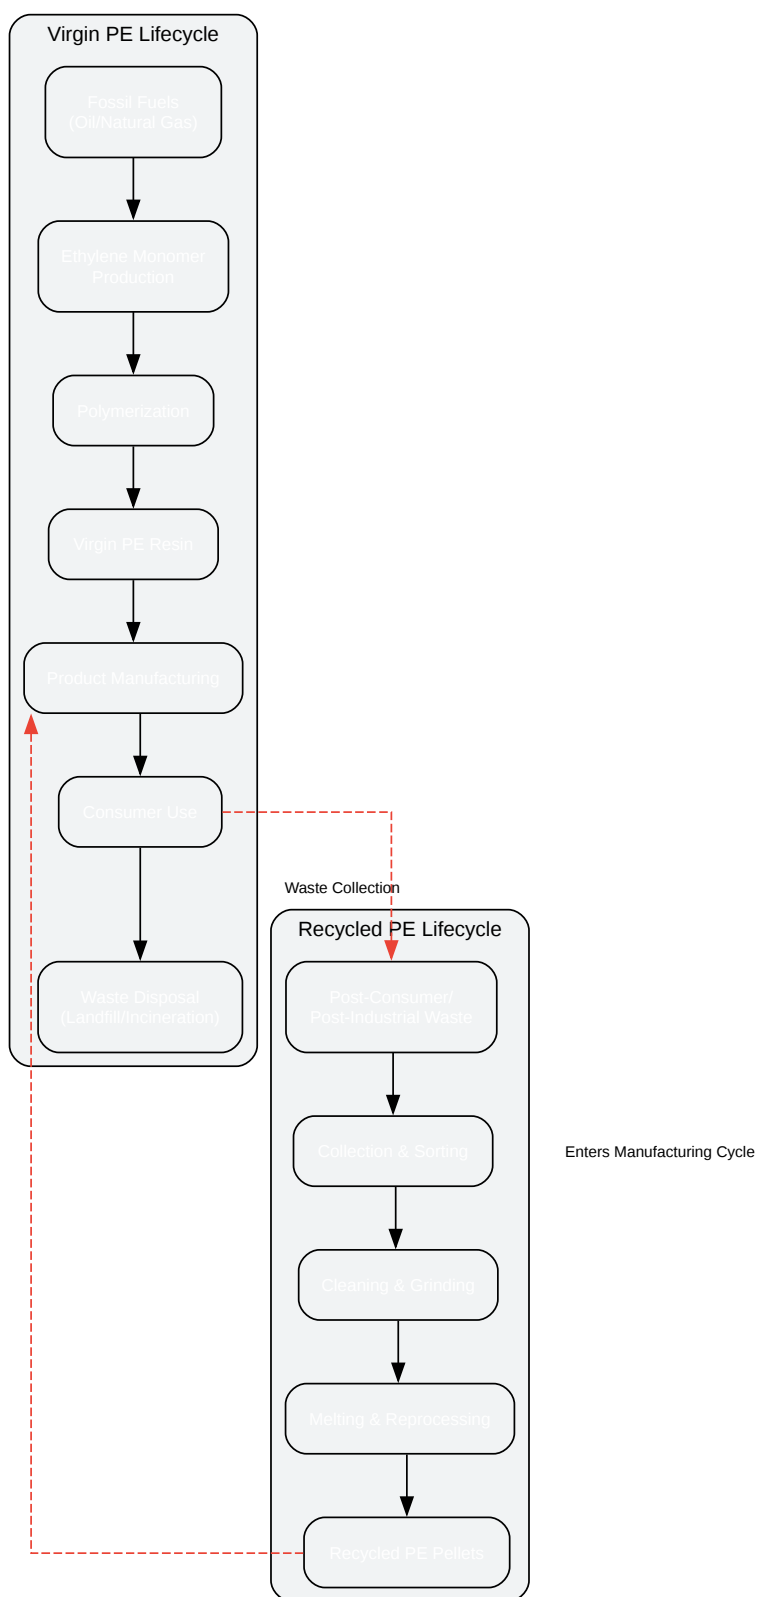 Virgin PE Lifecycle
Fossil Fuels
(Oil/Natural Gas)
Ethylene Monomer
Production
Polymerization
Virgin PE Resin
Product Manufacturing
Consumer Use
Waste Disposal
(Landfill/Incineration)
Waste Collection
Recycled PE Lifecycle
Post-Consumer/
Post-Industrial Waste
Collection & Sorting
Enters Manufacturing Cycle
Cleaning & Grinding
Melting & Reprocessing
Recycled PE Pellets